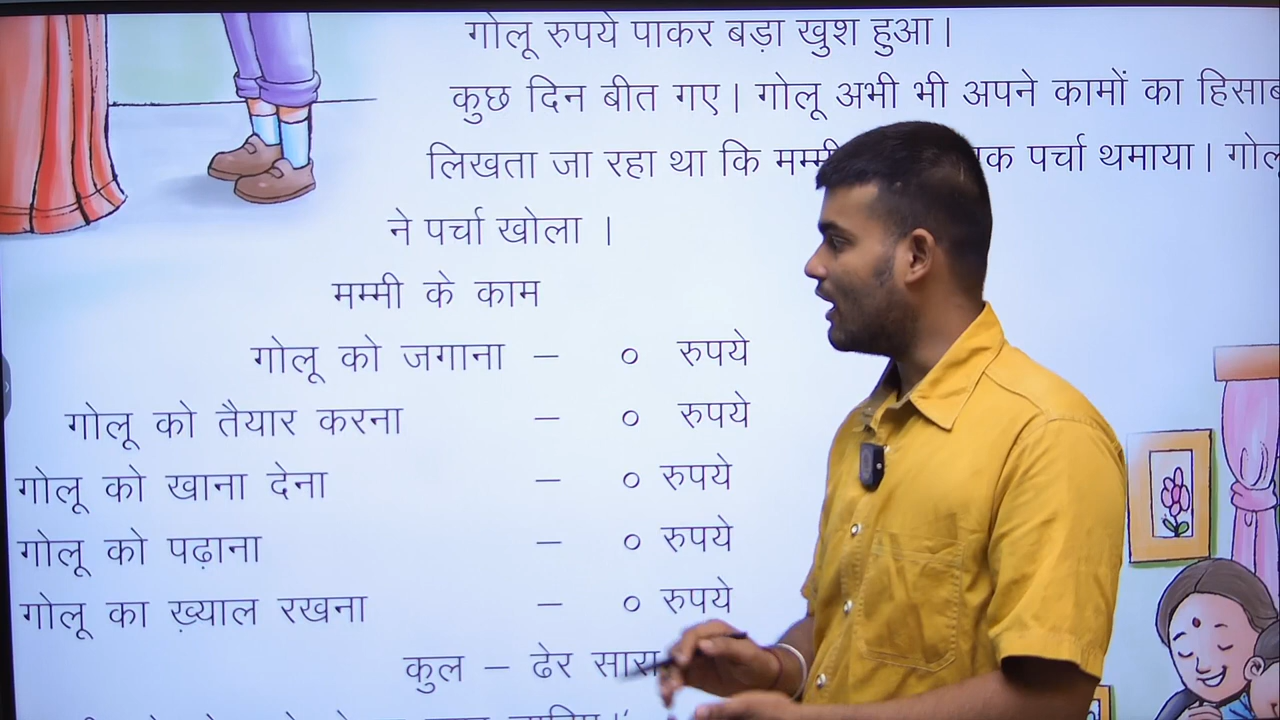 गोलू रुपये पाकर बड़ा खुश हुआ।
कुछ दिन बीत गए। गोलू अभी भी अपने कामों का हिसाब
लिखता जा रहा था कि मम्मी पर्चा थमाया। गोलू
ने पर्चा खोला ।
मम्मी के काम
गोलू को जगाना – ० रुपये
गोलू को तैयार करना – ० रुपये
गोलू को खाना देना – ० रुपये
गोलू को पढ़ाना – ० रुपये
गोलू का ख़्याल रखना – ० रुपये
कुल – ढेर सारा